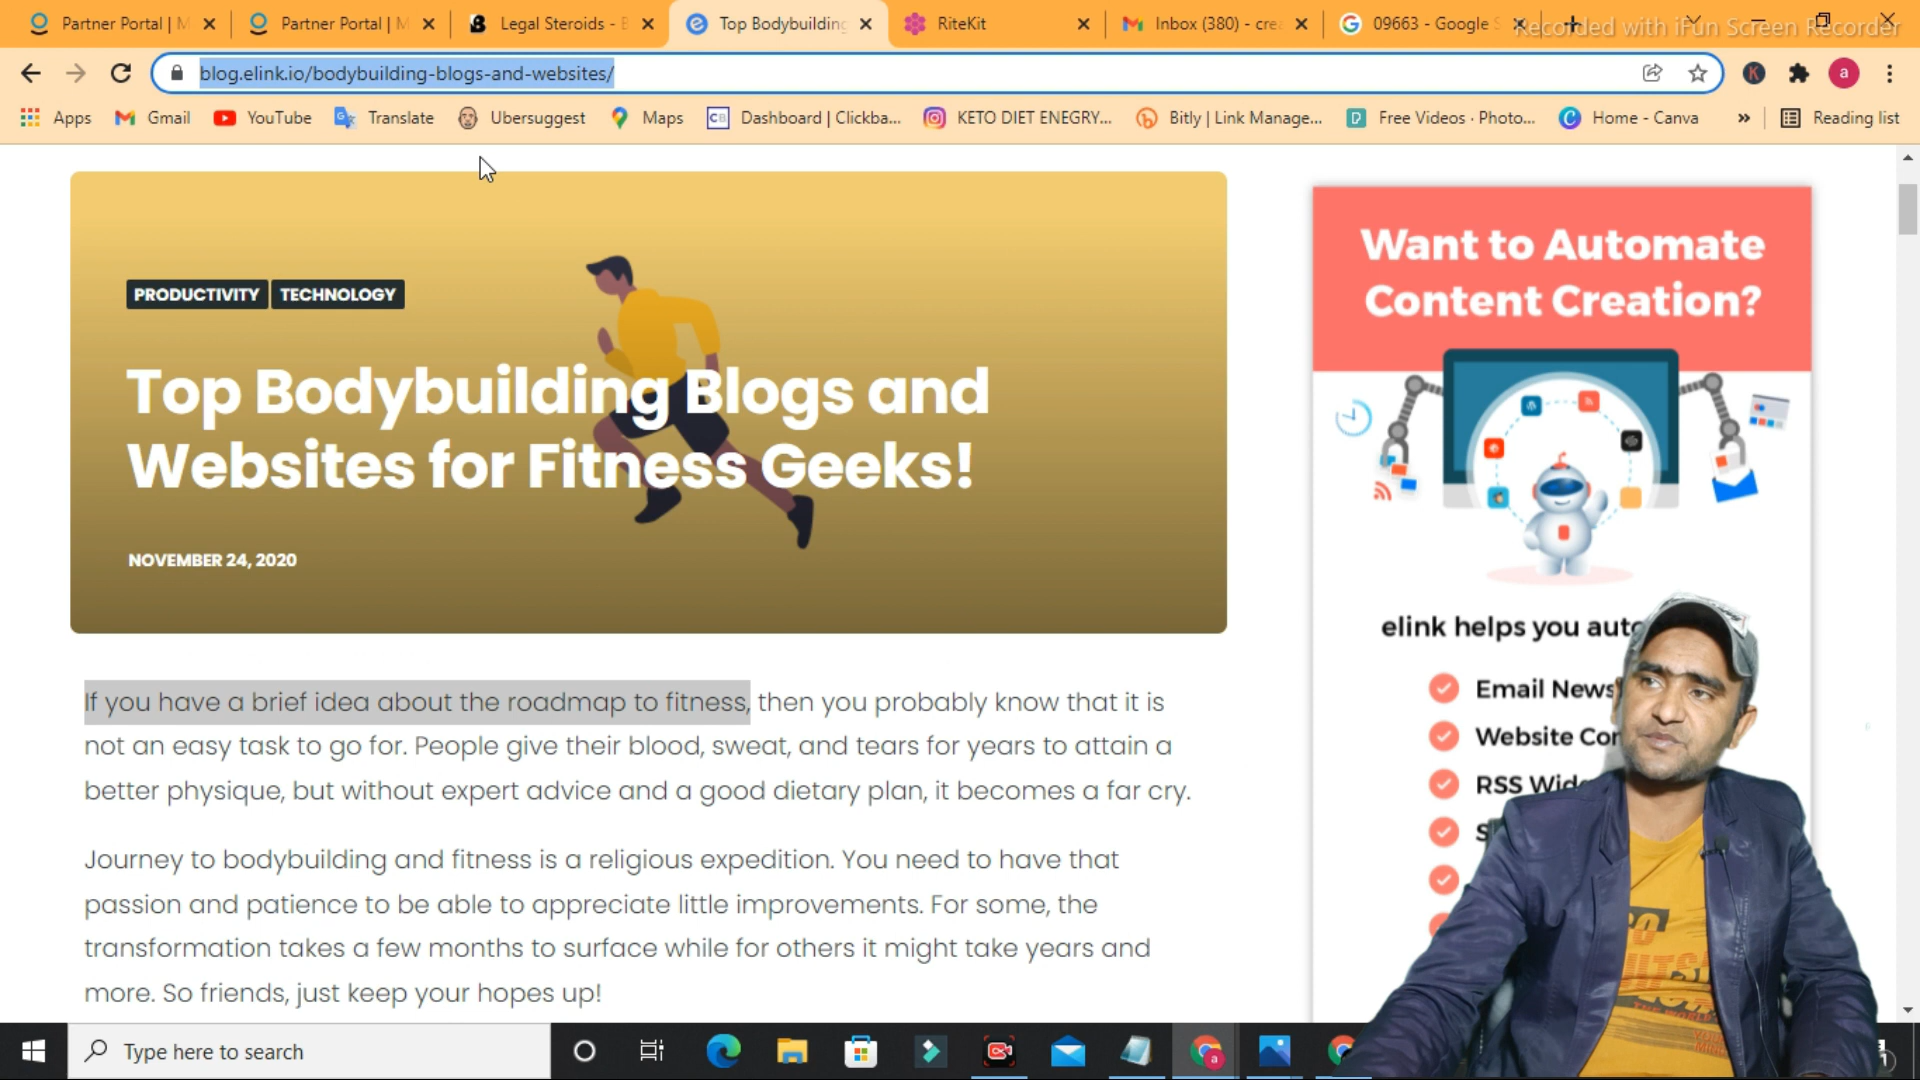 Partner Portal | M
Partner Portal | M
Legal Steroids - B
Top Bodybuilding
RiteKit
Inbox (380) - crea
09663 - Google S
Recorded with iFun Screen Recorder
blog.elink.io/bodybuilding-blogs-and-websites/
K
a
Apps
Gmail
YouTube
Translate
Ubersuggest
Maps
CB
Dashboard | Clickba...
KETO DIET ENEGRY...
Bitly | Link Manage...
Free Videos · Photo...
Home - Canva
»
Reading list
PRODUCTIVITY
TECHNOLOGY
Top Bodybuilding Blogs and
Websites for Fitness Geeks!
NOVEMBER 24, 2020
Want to Automate
Content Creation?
elink helps you auto
Email News
Website Con
RSS Widg
S
If you have a brief idea about the roadmap to fitness, then you probably know that it is
not an easy task to go for. People give their blood, sweat, and tears for years to attain a
better physique, but without expert advice and a good dietary plan, it becomes a far cry.
Journey to bodybuilding and fitness is a religious expedition. You need to have that
passion and patience to be able to appreciate little improvements. For some, the
transformation takes a few months to surface while for others it might take years and
more. So friends, just keep your hopes up!
Type here to search